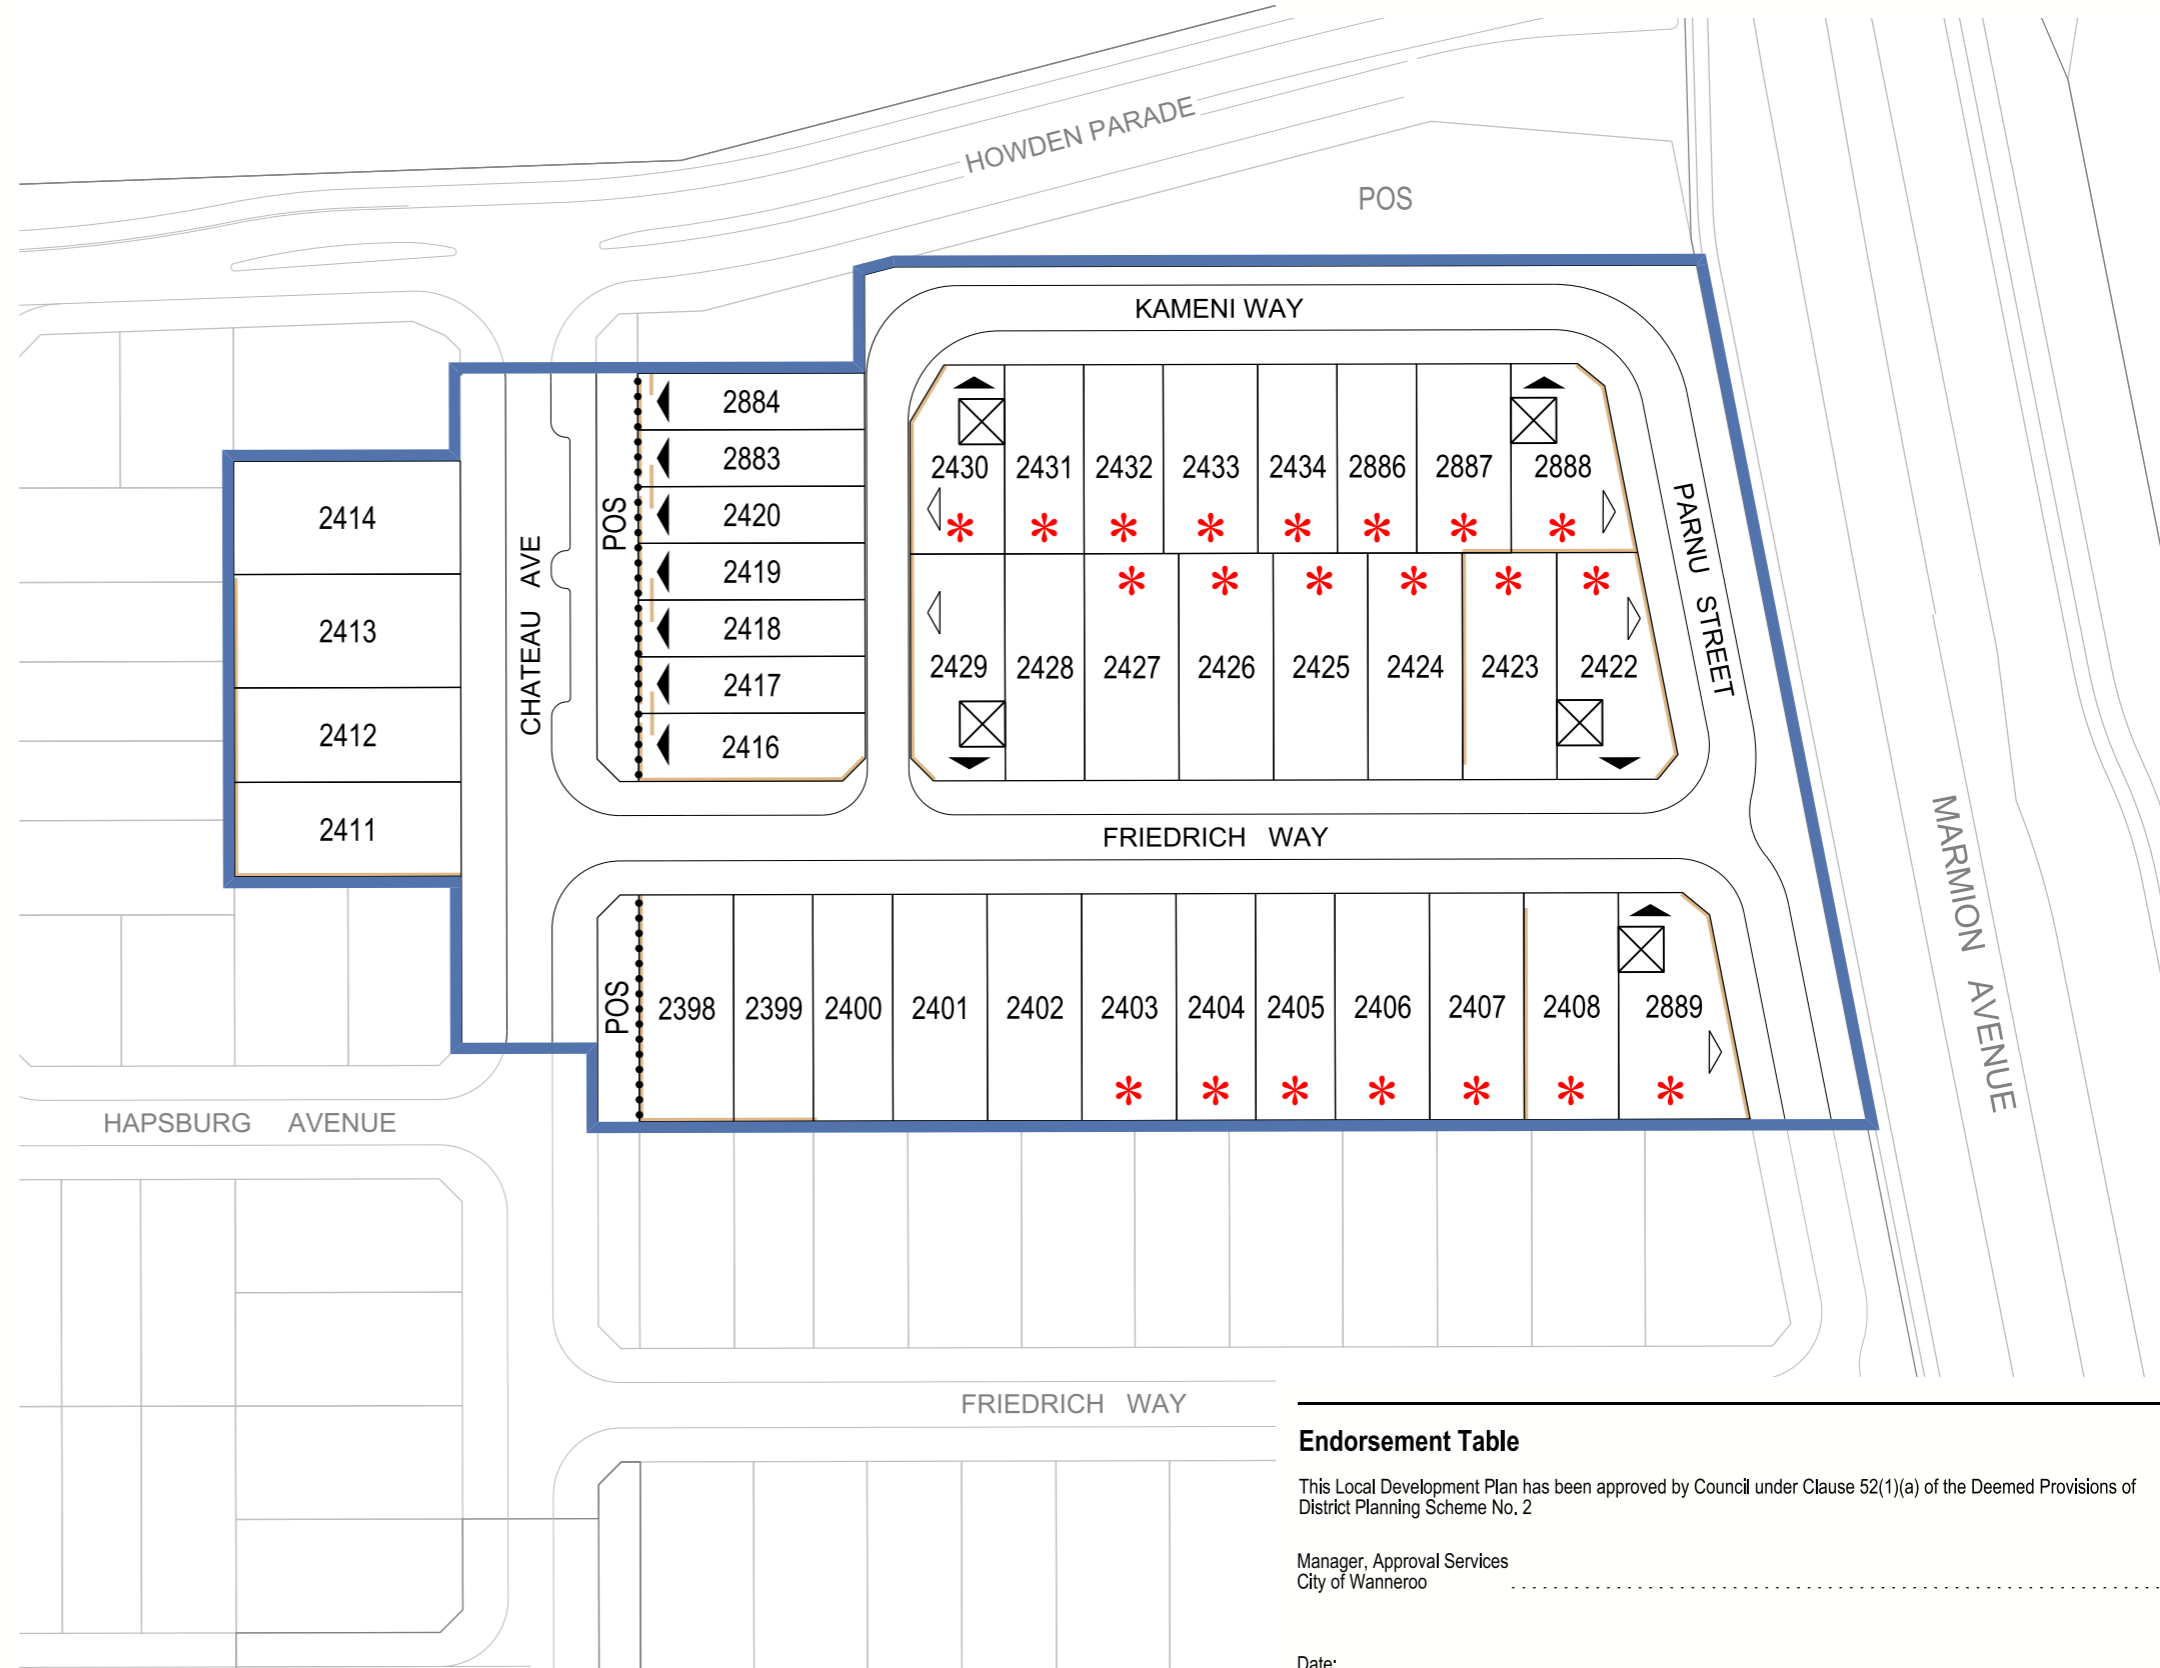 HOWDEN PARADE
POS
KAMENI WAY
2884
2883
2420
2419
2418
2417
2416
2430
2431
2432
2433
2434
2886
2887
2888
* * * * * * * *
* * * * * *
2429
2428
2427
2426
2425
2424
2423
2422
2414
2413
2412
2411
CHATEAU AVE
POS
PARNU STREET
MARMION AVENUE
FRIEDRICH WAY
POS
2398
2399
2400
2401
2402
2403
2404
2405
2406
2407
2408
2889
* * * * * * *
HAPSBURG AVENUE
FRIEDRICH WAY
Endorsement Table
This Local Development Plan has been approved by Council under Clause 52(1)(a) of the Deemed Provisions of
District Planning Scheme No. 2
Manager, Approval Services
City of Wanneroo
Date: